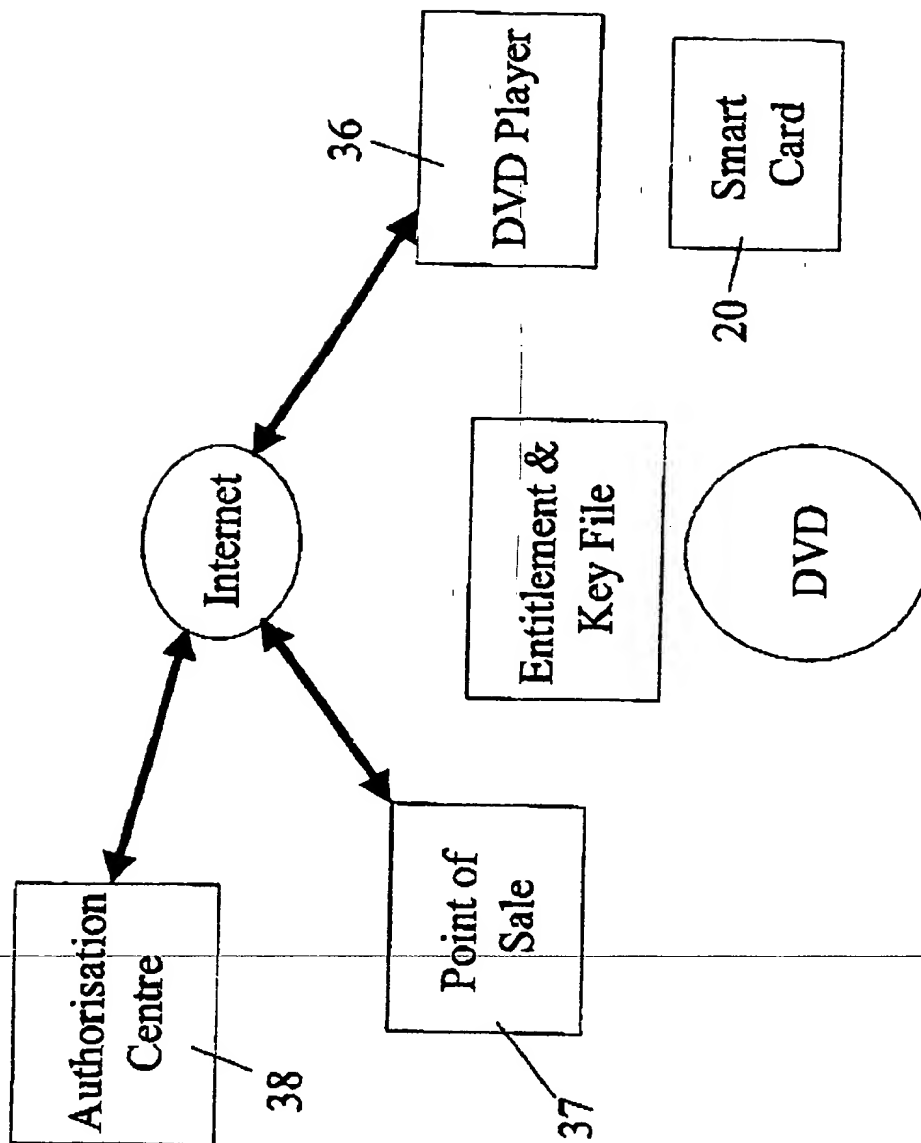 Authorisation
Centre
38
Internet
36
DVD Player
Point of
Sale
37
Entitlement &
Key File
20
Smart
Card
DVD